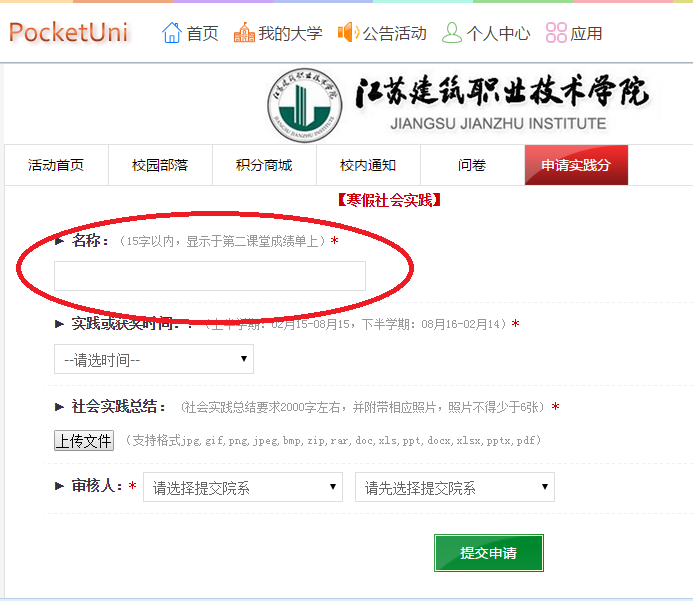 PocketUni 首页 我的大学 公告活动 个人中心 应用
江苏建筑职业技术学院
JIANGSU JIANZHU INSTITUTE
活动首页 校园部落 积分商城 校内通知 问卷 申请实践分
【寒假社会实践】
► 名称：（15字以内，显示于第二课堂成绩单上）*
► 实践或获奖时间：：（上半学期：02月15-08月15，下半学期：08月16-02月14）*
--请选时间--
► 社会实践总结：（社会实践总结要求2000字左右，并附带相应照片，照片不得少于6张）*
上传文件 （支持格式jpg,gif,png,jpeg,bmp,zip,rar,doc,xls,ppt,docx,xlsx,pptx,pdf）
► 审核人：* 请选择提交院系 请先选择提交院系
提交申请